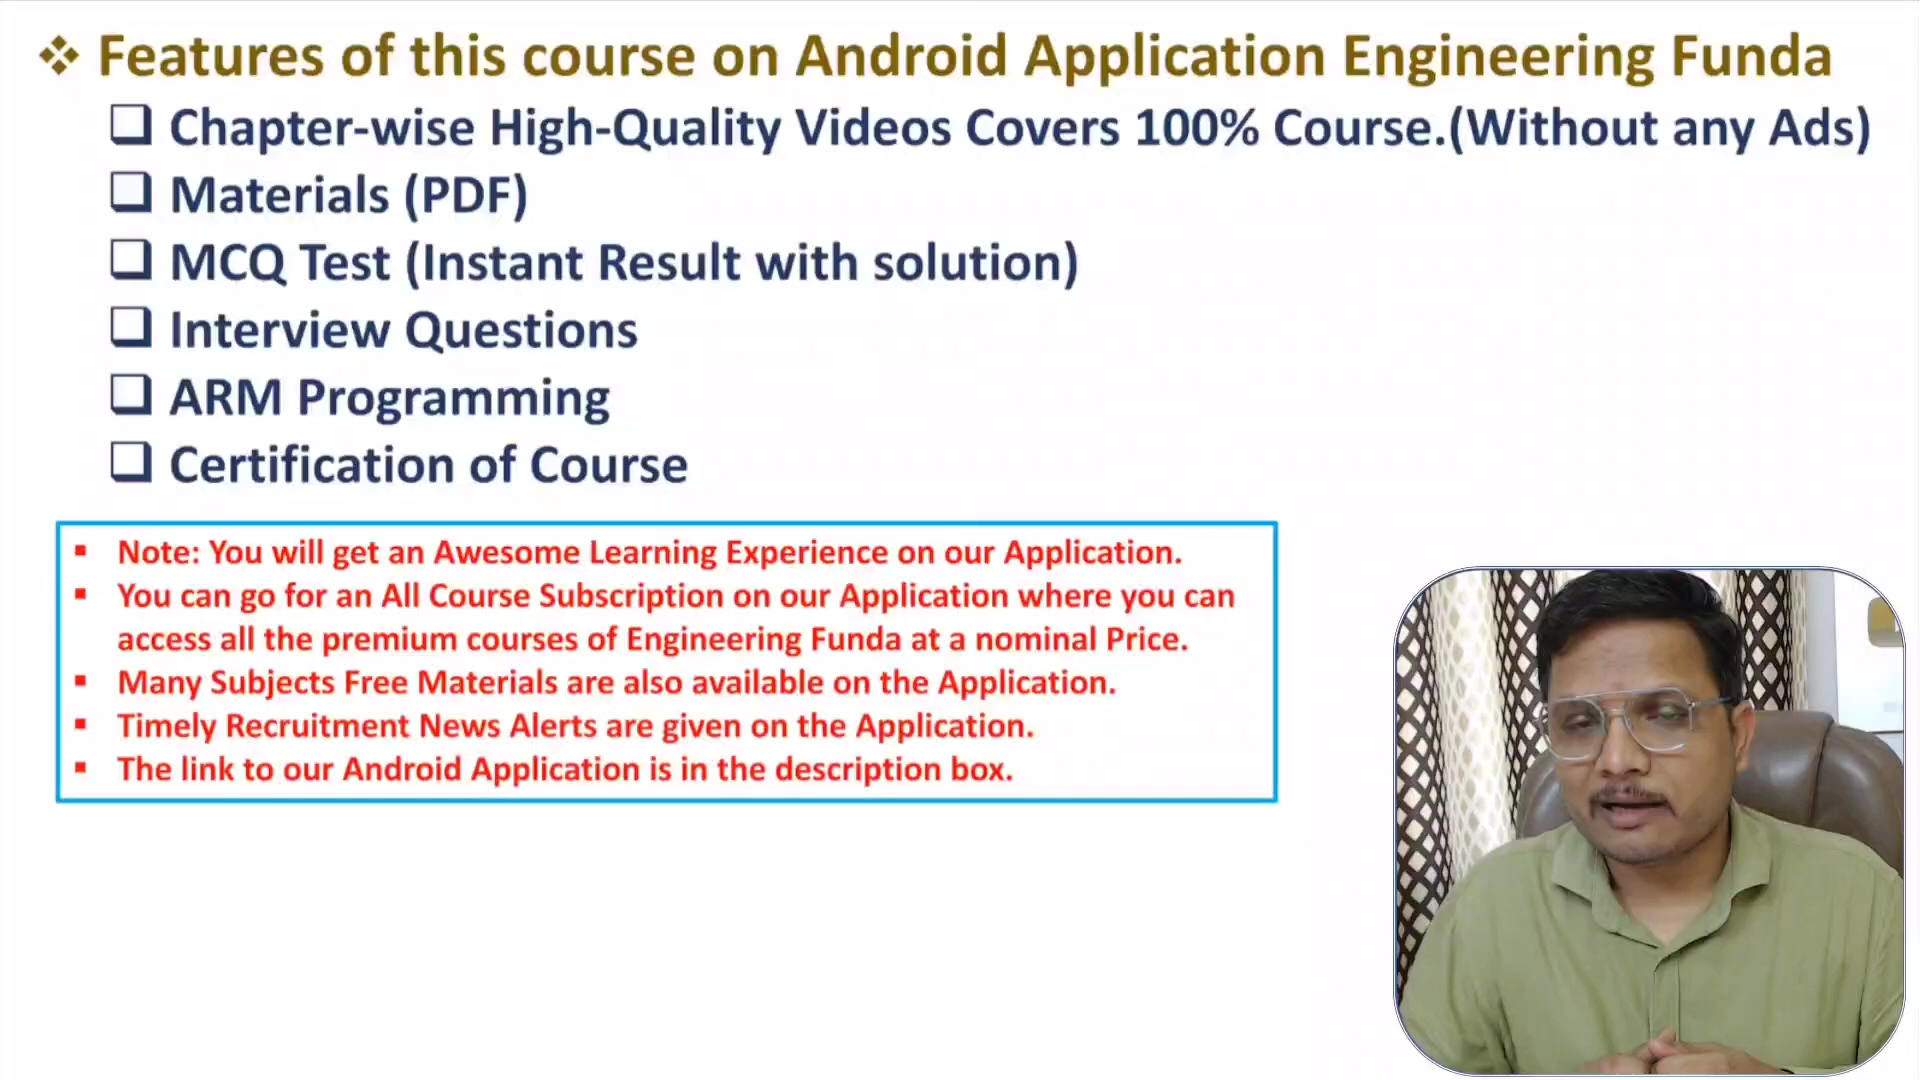 Features of this course on Android Application Engineering Funda
Chapter-wise High-Quality Videos Covers 100% Course.(Without any Ads)
Materials (PDF)
MCQ Test (Instant Result with solution)
Interview Questions
ARM Programming
Certification of Course
Note: You will get an Awesome Learning Experience on our Application.
You can go for an All Course Subscription on our Application where you can
access all the premium courses of Engineering Funda at a nominal Price.
Many Subjects Free Materials are also available on the Application.
Timely Recruitment News Alerts are given on the Application.
The link to our Android Application is in the description box.